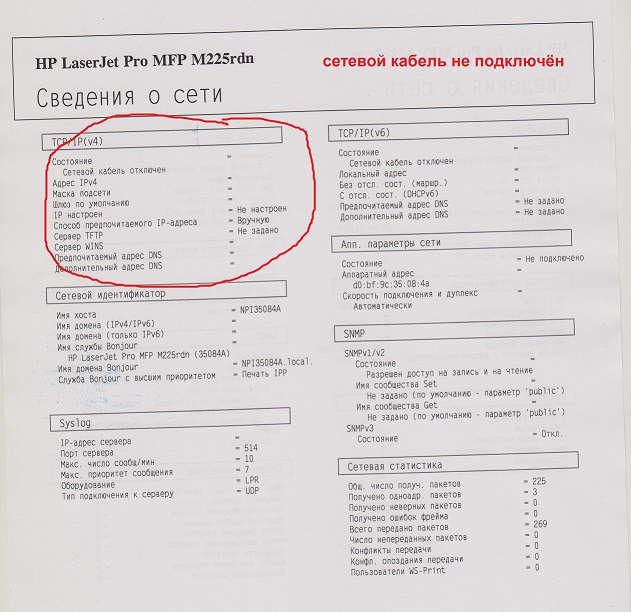 HP LaserJet Pro MFP M225rdn
сетевой кабель не подключён
Сведения о сети
TCP/IP(v4)
Состояние =
Сетевой кабель отключен
Адрес IPv4 =
Маска подсети =
Шлюз по умолчанию =
IP настроен = Не настроен
Способ предпочитаемого IP-адреса = Вручную
Сервер TFTP = Не задано
Сервер WINS =
Предпочитаемый адрес DNS =
Дополнительный адрес DNS =
Сетевой идентификатор
Имя хоста = NPI35084A
Имя домена (IPv4/IPv6) =
Имя домена (только IPv6) =
Имя службы Bonjour =
HP LaserJet Pro MFP M225rdn (35084A)
Имя домена Bonjour = NPI35084A.local.
Служба Bonjour с высшим приоритетом = Печать IPP
Syslog
IP-адрес сервера =
Порт сервера = 514
Макс. число сообщ/мин = 10
Макс. приоритет сообщения = 7
Оборудование = LPR
Тип подключения к серверу = UDP
TCP/IP(v6)
Состояние =
Сетевой кабель отключен
Локальный адрес =
Без отсл. сост. (маршр.) =
С отсл. сост. (DHCPv6) =
Предпочитаемый адрес DNS = Не задано
Дополнительный адрес DNS = Не задано
Апп. параметры сети
Состояние = Не подключено
Аппаратный адрес =
d0:bf:9c:35:08:4a
Скорость подключения и дуплекс =
Автоматически
SNMP
SNMPv1/v2
Состояние =
Разрешен доступ на запись и на чтение
Имя сообщества Set =
Не задано (по умолчанию - параметр 'public')
Имя сообщества Get =
Не задано (по умолчанию - параметр 'public')
SNMPv3
Состояние = Откл.
Сетевая статистика
Общ. число получ. пакетов = 225
Получено одноадр. пакетов = 3
Получено неверных пакетов = 0
Получено ошибок фрейма = 0
Всего передано пакетов = 269
Число непереданных пакетов = 0
Конфликты передачи = 0
Конфл. опоздания передачи = 0
Пользователи WS-Print = 0